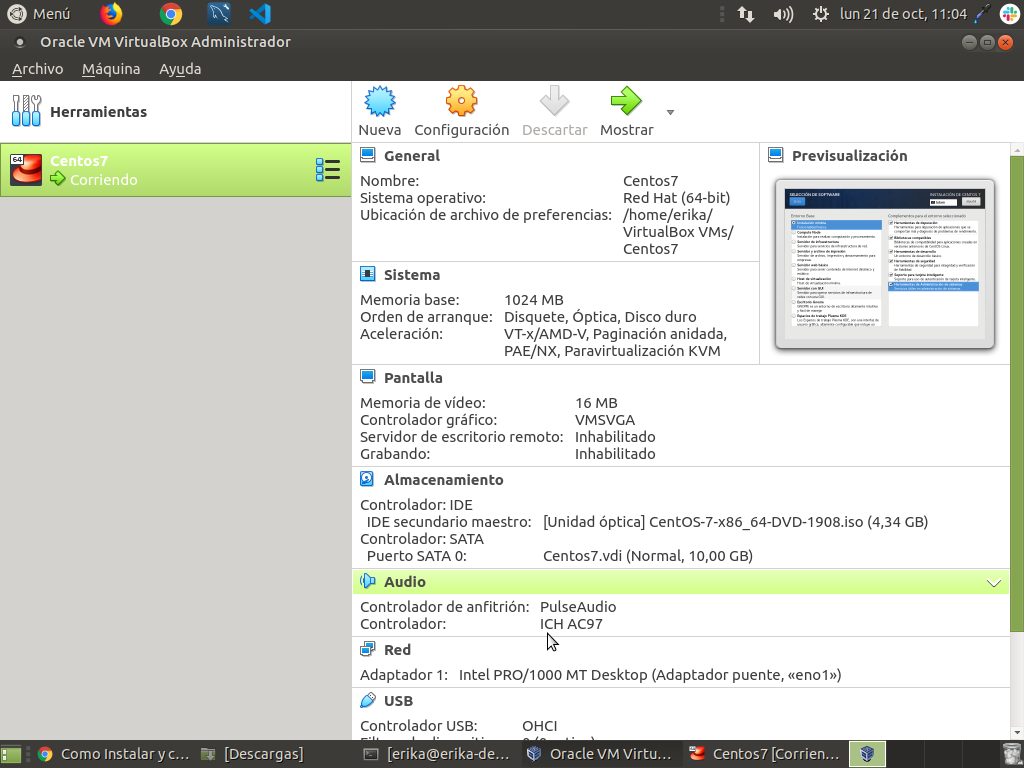 Menú
lun 21 de oct, 11:04
Oracle VM VirtualBox Administrador
Archivo Máquina Ayuda
Herramientas
64
Centos7
Corriendo
Nueva Configuración Descartar Mostrar
General
Nombre: Centos7
Sistema operativo: Red Hat (64-bit)
Ubicación de archivo de preferencias: /home/erika/
VirtualBox VMs/
Centos7
Previsualización
SELECCIÓN DE SOFTWARE
INSTALACIÓN DE CENTOS 7
Sistema
Memoria base: 1024 MB
Orden de arranque: Disquete, Óptica, Disco duro
Aceleración: VT-x/AMD-V, Paginación anidada,
PAE/NX, Paravirtualización KVM
Pantalla
Memoria de vídeo: 16 MB
Controlador gráfico: VMSVGA
Servidor de escritorio remoto: Inhabilitado
Grabando: Inhabilitado
Almacenamiento
Controlador: IDE
IDE secundario maestro: [Unidad óptica] CentOS-7-x86_64-DVD-1908.iso (4,34 GB)
Controlador: SATA
Puerto SATA 0: Centos7.vdi (Normal, 10,00 GB)
Audio
Controlador de anfitrión: PulseAudio
Controlador: ICH AC97
Red
Adaptador 1: Intel PRO/1000 MT Desktop (Adaptador puente, «eno1»)
USB
Controlador USB: OHCI
Como Instalar y c...
[Descargas]
[erika@erika-de...
Oracle VM Virtu...
Centos7 [Corrien...